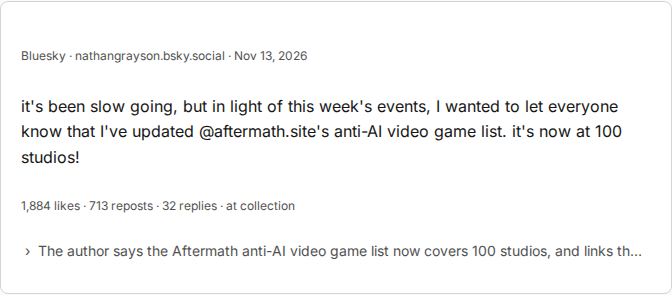 Bluesky · nathangrayson.bsky.social · Nov 13, 2026
it's been slow going, but in light of this week's events, I wanted to let everyone
know that I've updated @aftermath.site's anti-AI video game list. it's now at 100
studios!
1,884 likes · 713 reposts · 32 replies · at collection
› The author says the Aftermath anti-AI video game list now covers 100 studios, and links th...